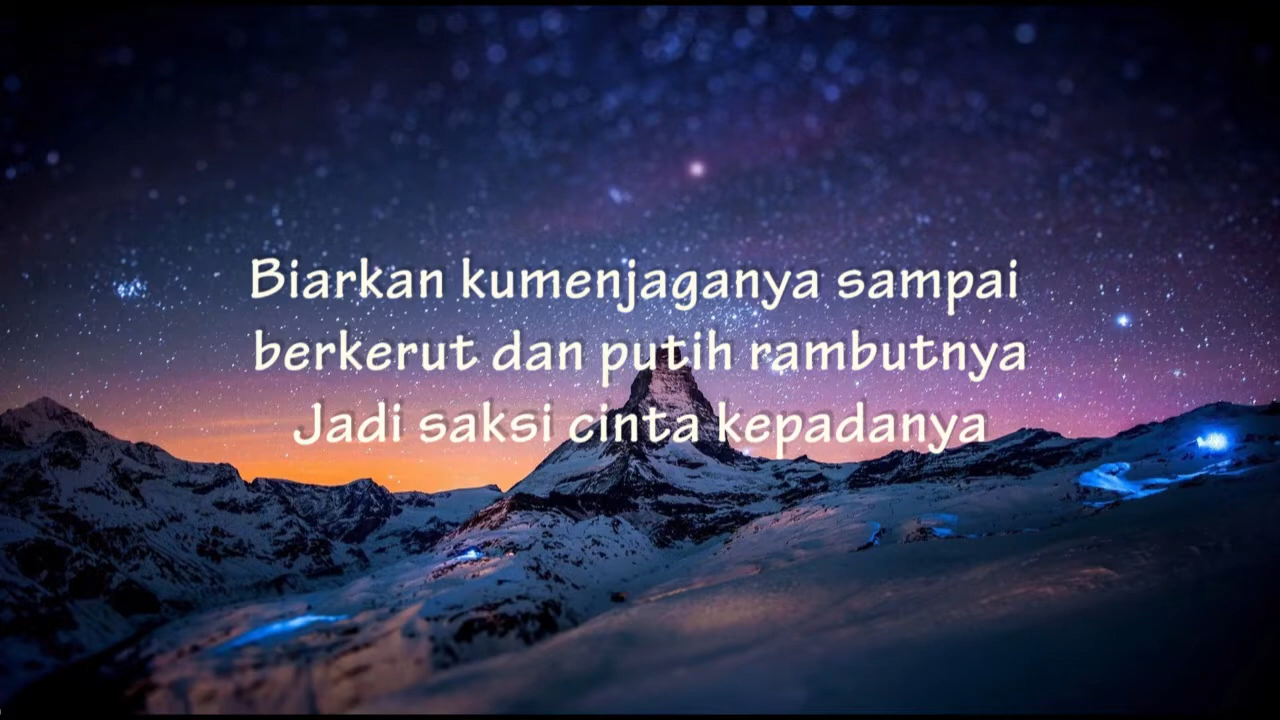 Biarkan kumenjaganya sampai
berkerut dan putih rambutnya
Jadi saksi cinta kepadanya